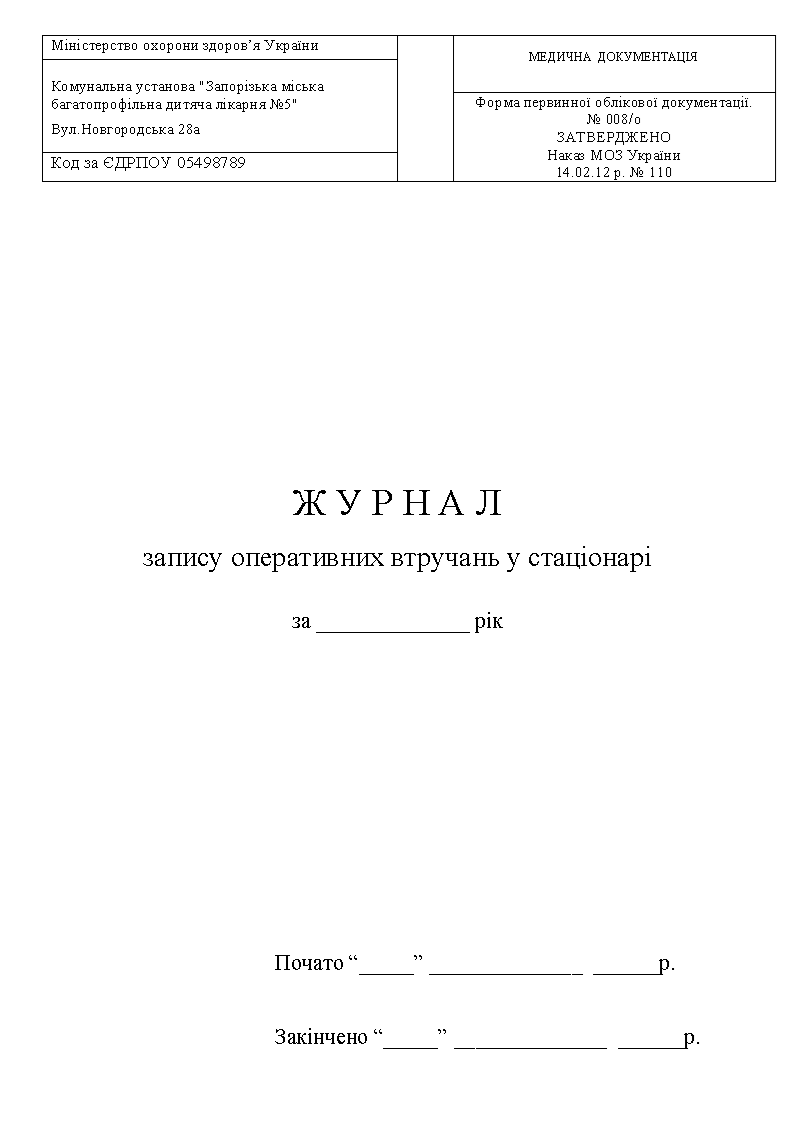 Міністерство охорони здоров’я України
Комунальна установа "Запорізька міська
багатопрофільна дитяча лікарня №5"
Вул.Новгородська 28а
Код за ЄДРПОУ 05498789
МЕДИЧНА ДОКУМЕНТАЦІЯ
Форма первинної облікової документації.
№ 008/о
ЗАТВЕРДЖЕНО
Наказ МОЗ України
14.02.12 р. № 110
Ж У Р Н А Л
запису оперативних втручань у стаціонарі
за ______________ рік
Почато “_____” ______________ ______р.
Закінчено “_____” ______________ ______р.